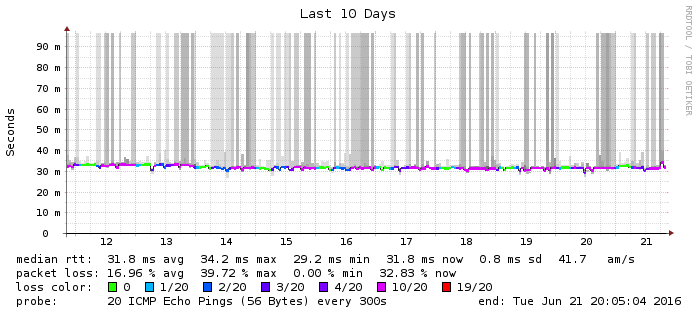 Last 10 Days
RRDTOOL / TOBI OETIKER
Seconds
90 m
80 m
70 m
60 m
50 m
40 m
30 m
20 m
10 m
0
12 13 14 15 16 17 18 19 20 21
median rtt: 31.8 ms avg 34.2 ms max 29.2 ms min 31.8 ms now 0.8 ms sd 41.7 am/s
packet loss: 16.96 % avg 39.72 % max 0.00 % min 32.83 % now
loss color: 0 1/20 2/20 3/20 4/20 10/20 19/20
probe: 20 ICMP Echo Pings (56 Bytes) every 300s end: Tue Jun 21 20:05:04 2016